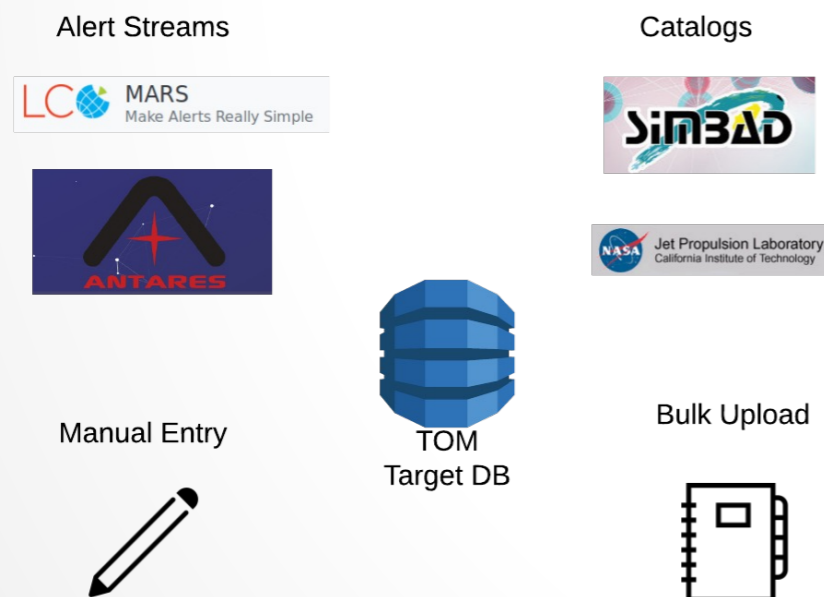 Alert Streams
Catalogs
LCO MARS
Make Alerts Really Simple
SiMBAD
ANTARES
NASA Jet Propulsion Laboratory
California Institute of Technology
TOM
Target DB
Manual Entry
Bulk Upload